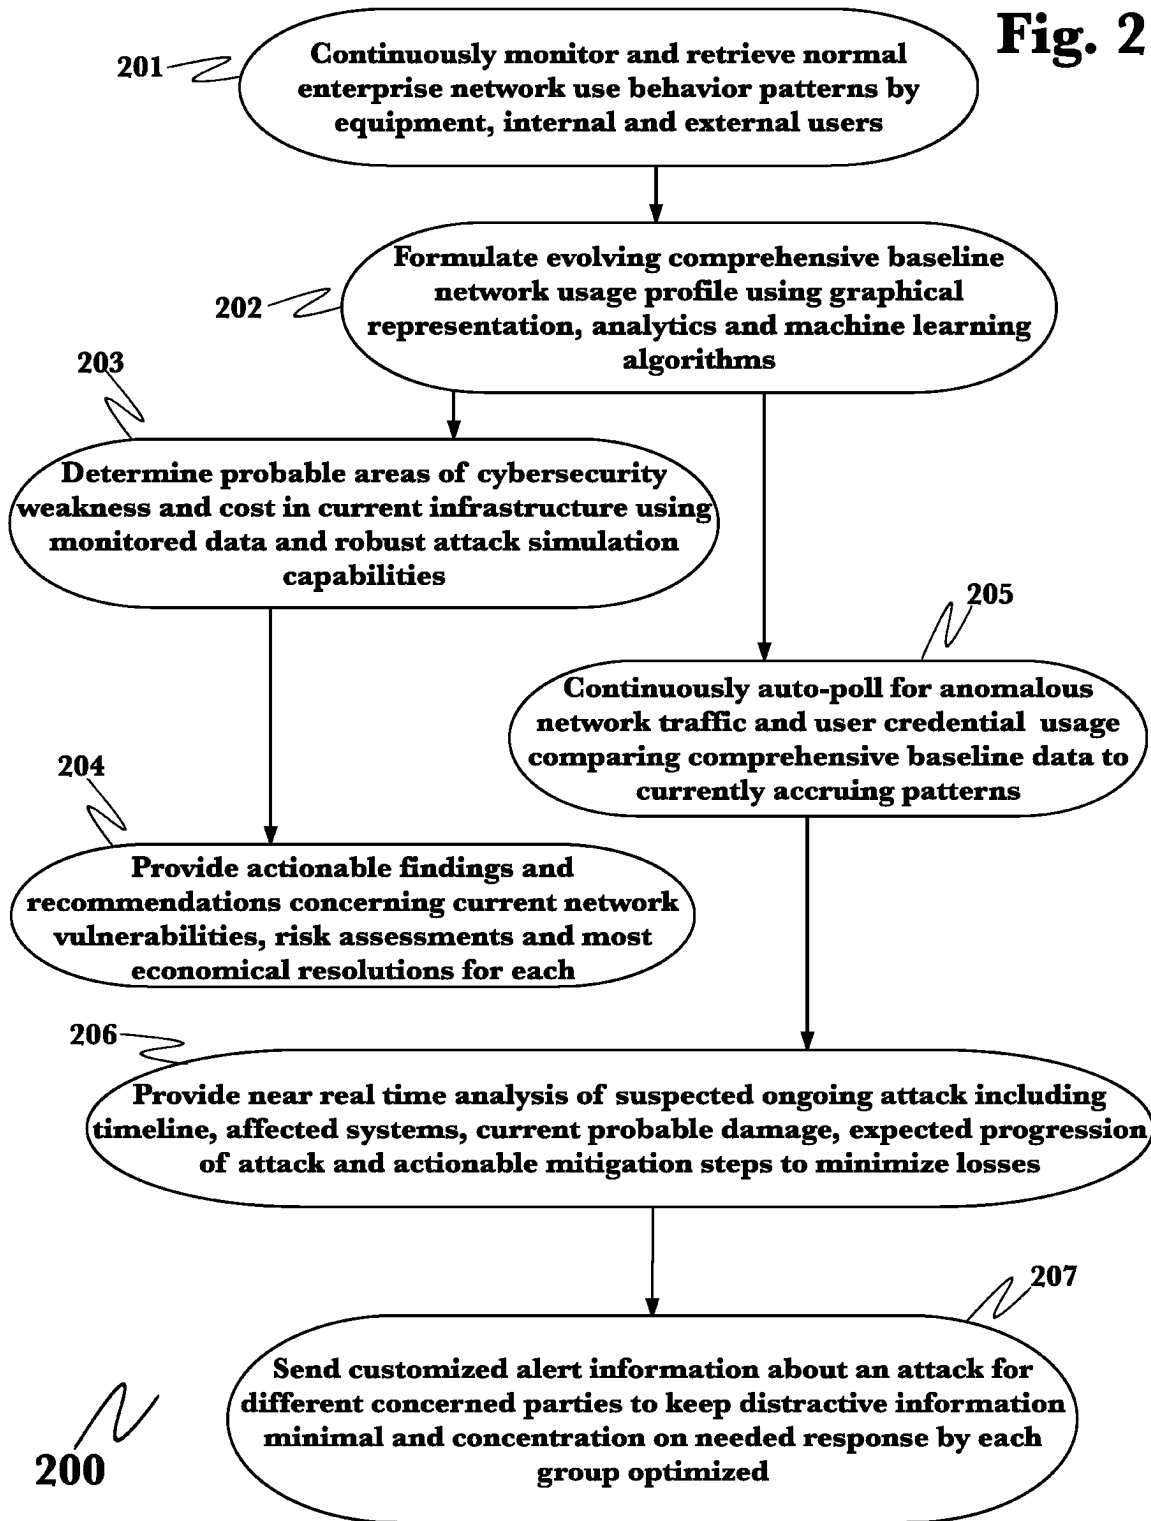 Fig. 2
201
Continuously monitor and retrieve normal
enterprise network use behavior patterns by
equipment, internal and external users
202
Formulate evolving comprehensive baseline
network usage profile using graphical
representation, analytics and machine learning
algorithms
203
Determine probable areas of cybersecurity
weakness and cost in current infrastructure using
monitored data and robust attack simulation
capabilities
205
Continuously auto-poll for anomalous
network traffic and user credential usage
comparing comprehensive baseline data to
currently accruing patterns
204
Provide actionable findings and
recommendations concerning current network
vulnerabilities, risk assessments and most
economical resolutions for each
206
Provide near real time analysis of suspected ongoing attack including
timeline, affected systems, current probable damage, expected progression
of attack and actionable mitigation steps to minimize losses
207
Send customized alert information about an attack for
different concerned parties to keep distractive information
minimal and concentration on needed response by each
group optimized
200